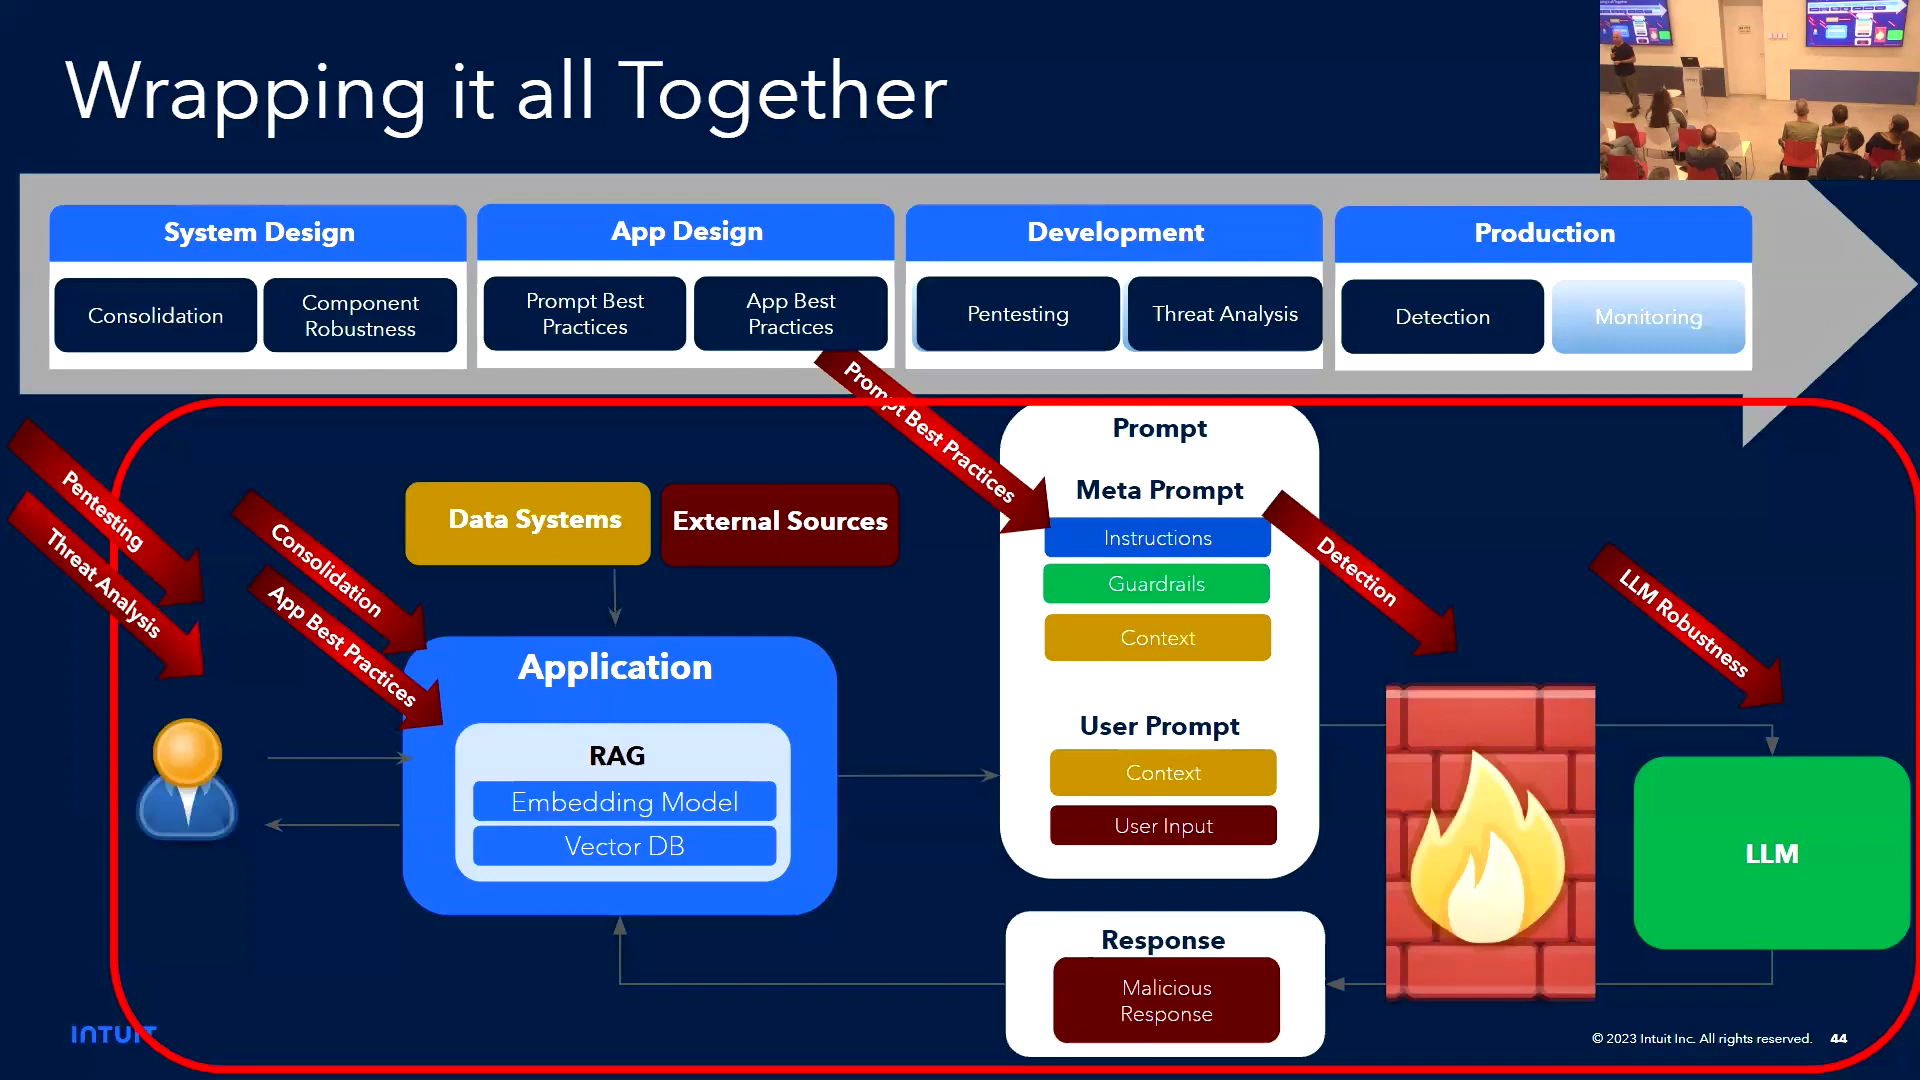 Wrapping it all Together
System Design
App Design
Development
Production
Consolidation
Component
Robustness
Prompt Best
Practices
App Best
Practices
Pentesting
Threat Analysis
Detection
Monitoring
Pentesting
Threat Analysis
Consolidation
App Best Practices
Prompt Best Practices
Detection
LLM Robustness
Data Systems
External Sources
Application
RAG
Embedding Model
Vector DB
Prompt
Meta Prompt
Instructions
Guardrails
Context
User Prompt
Context
User Input
LLM
Response
Malicious
Response
INTUIT
© 2023 Intuit Inc. All rights reserved.
44